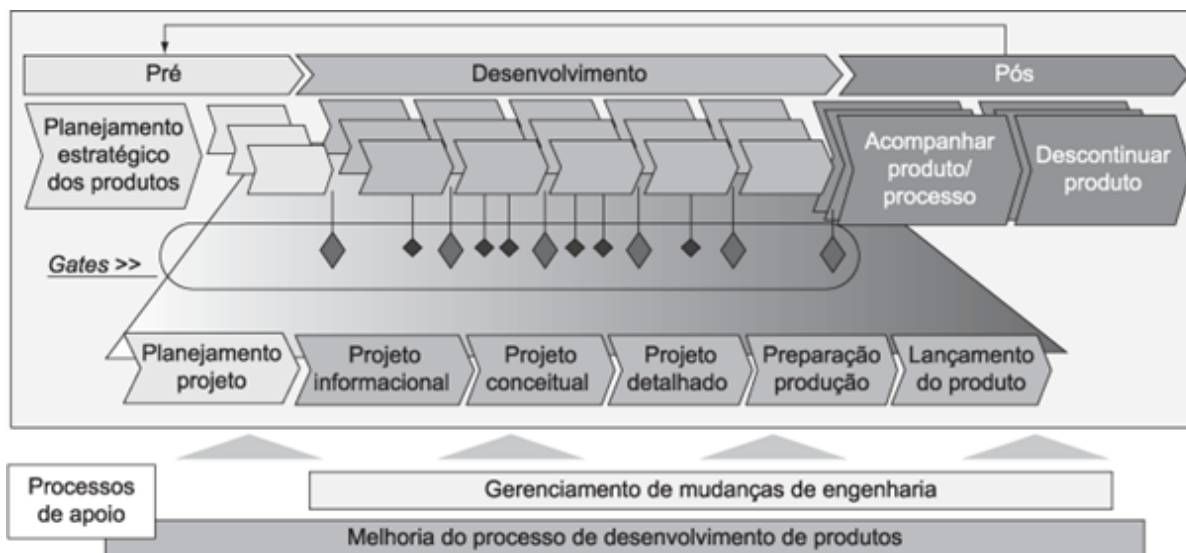 Pré
Desenvolvimento
Pós
Planejamento
estratégico
dos produtos
Acompanhar
produto/
processo
Descontinuar
produto
Gates >>
Planejamento
projeto
Projeto
informacional
Projeto
conceitual
Projeto
detalhado
Preparação
produção
Lançamento
do produto
Processos
de apoio
Gerenciamento de mudanças de engenharia
Melhoria do processo de desenvolvimento de produtos